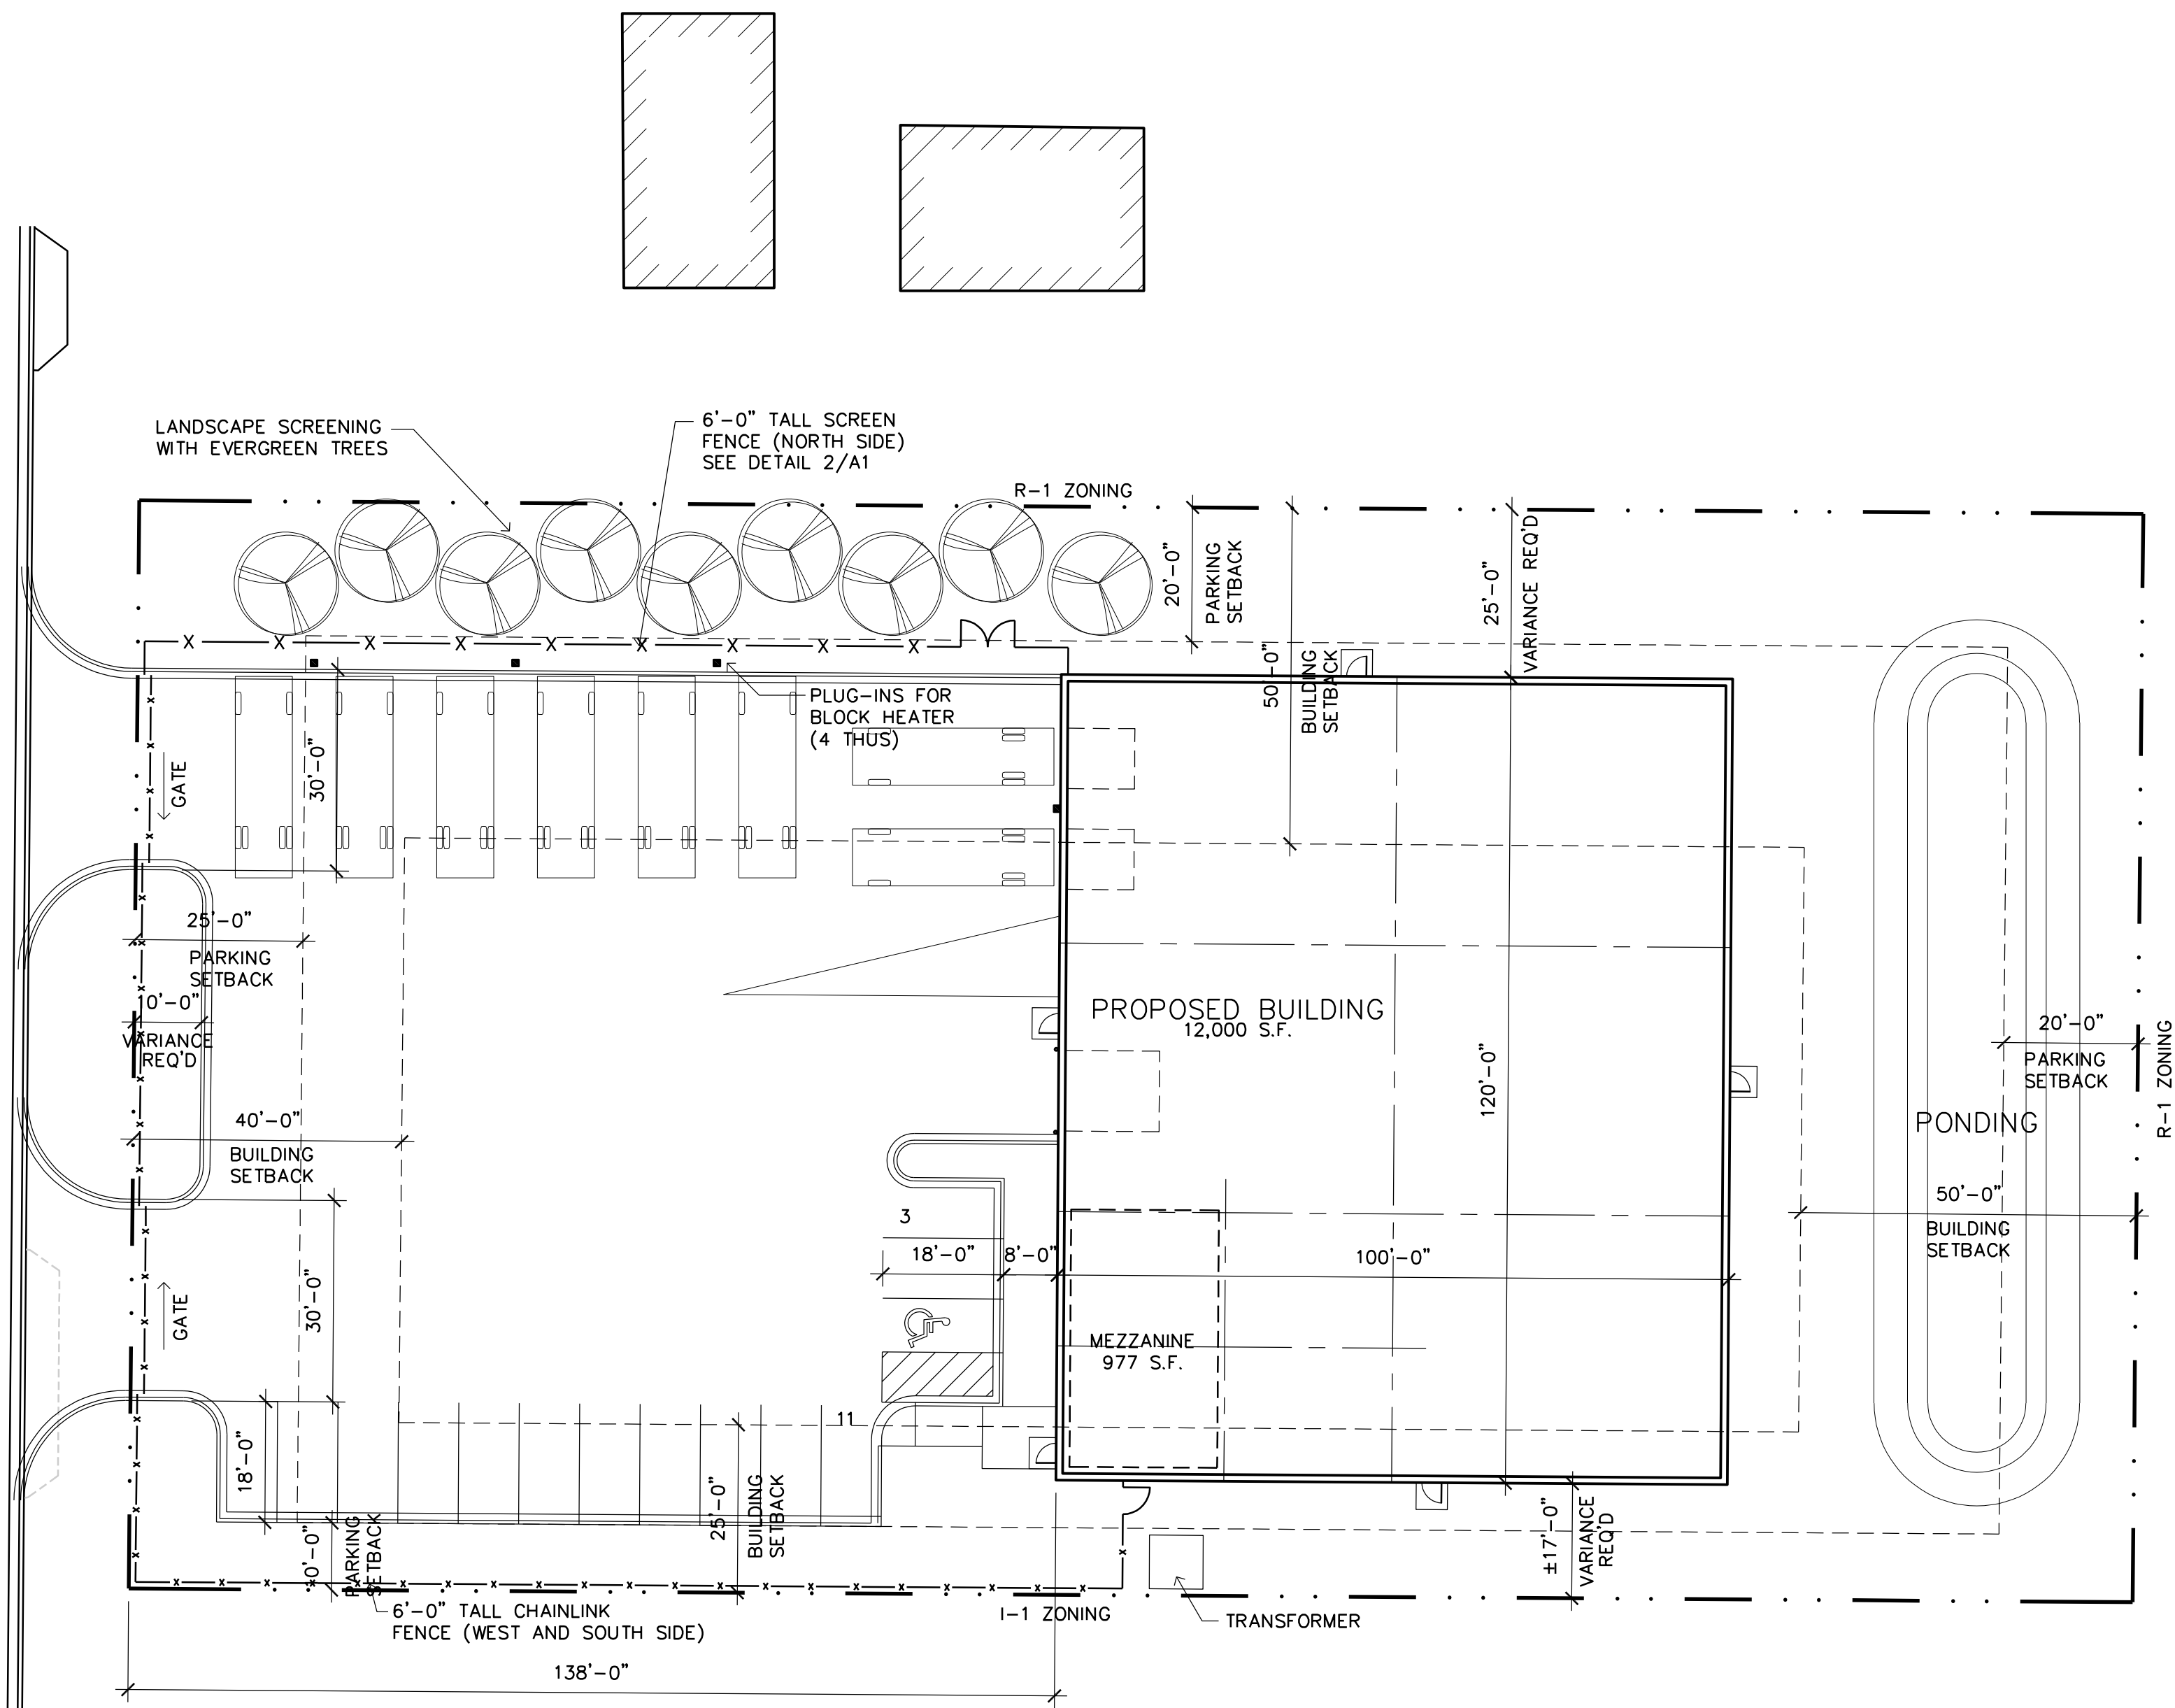 LANDSCAPE SCREENING
WITH EVERGREEN TREES
6'-0" TALL SCREEN
FENCE (NORTH SIDE)
SEE DETAIL 2/A1
R-1 ZONING
20'-0"
PARKING
SETBACK
50'-0"
BUILDING
SETBACK
25'-0"
VARIANCE REQ'D
X X X X X X X X X
PLUG-INS FOR
BLOCK HEATER
(4 THUS)
GATE
30'-0"
25'-0"
PARKING
SETBACK
10'-0"
VARIANCE
REQ'D
40'-0"
BUILDING
SETBACK
PROPOSED BUILDING
12,000 S.F.
120'-0"
20'-0"
PARKING
SETBACK
R-1 ZONING
PONDING
50'-0"
BUILDING
SETBACK
3
18'-0"
8'-0"
100'-0"
GATE
30'-0"
MEZZANINE
977 S.F.
11
18'-0"
10'-0"
PARKING
SETBACK
25'-0"
BUILDING
SETBACK
±17'-0"
VARIANCE
REQ'D
6'-0" TALL CHAINLINK
FENCE (WEST AND SOUTH SIDE)
I-1 ZONING
TRANSFORMER
138'-0"